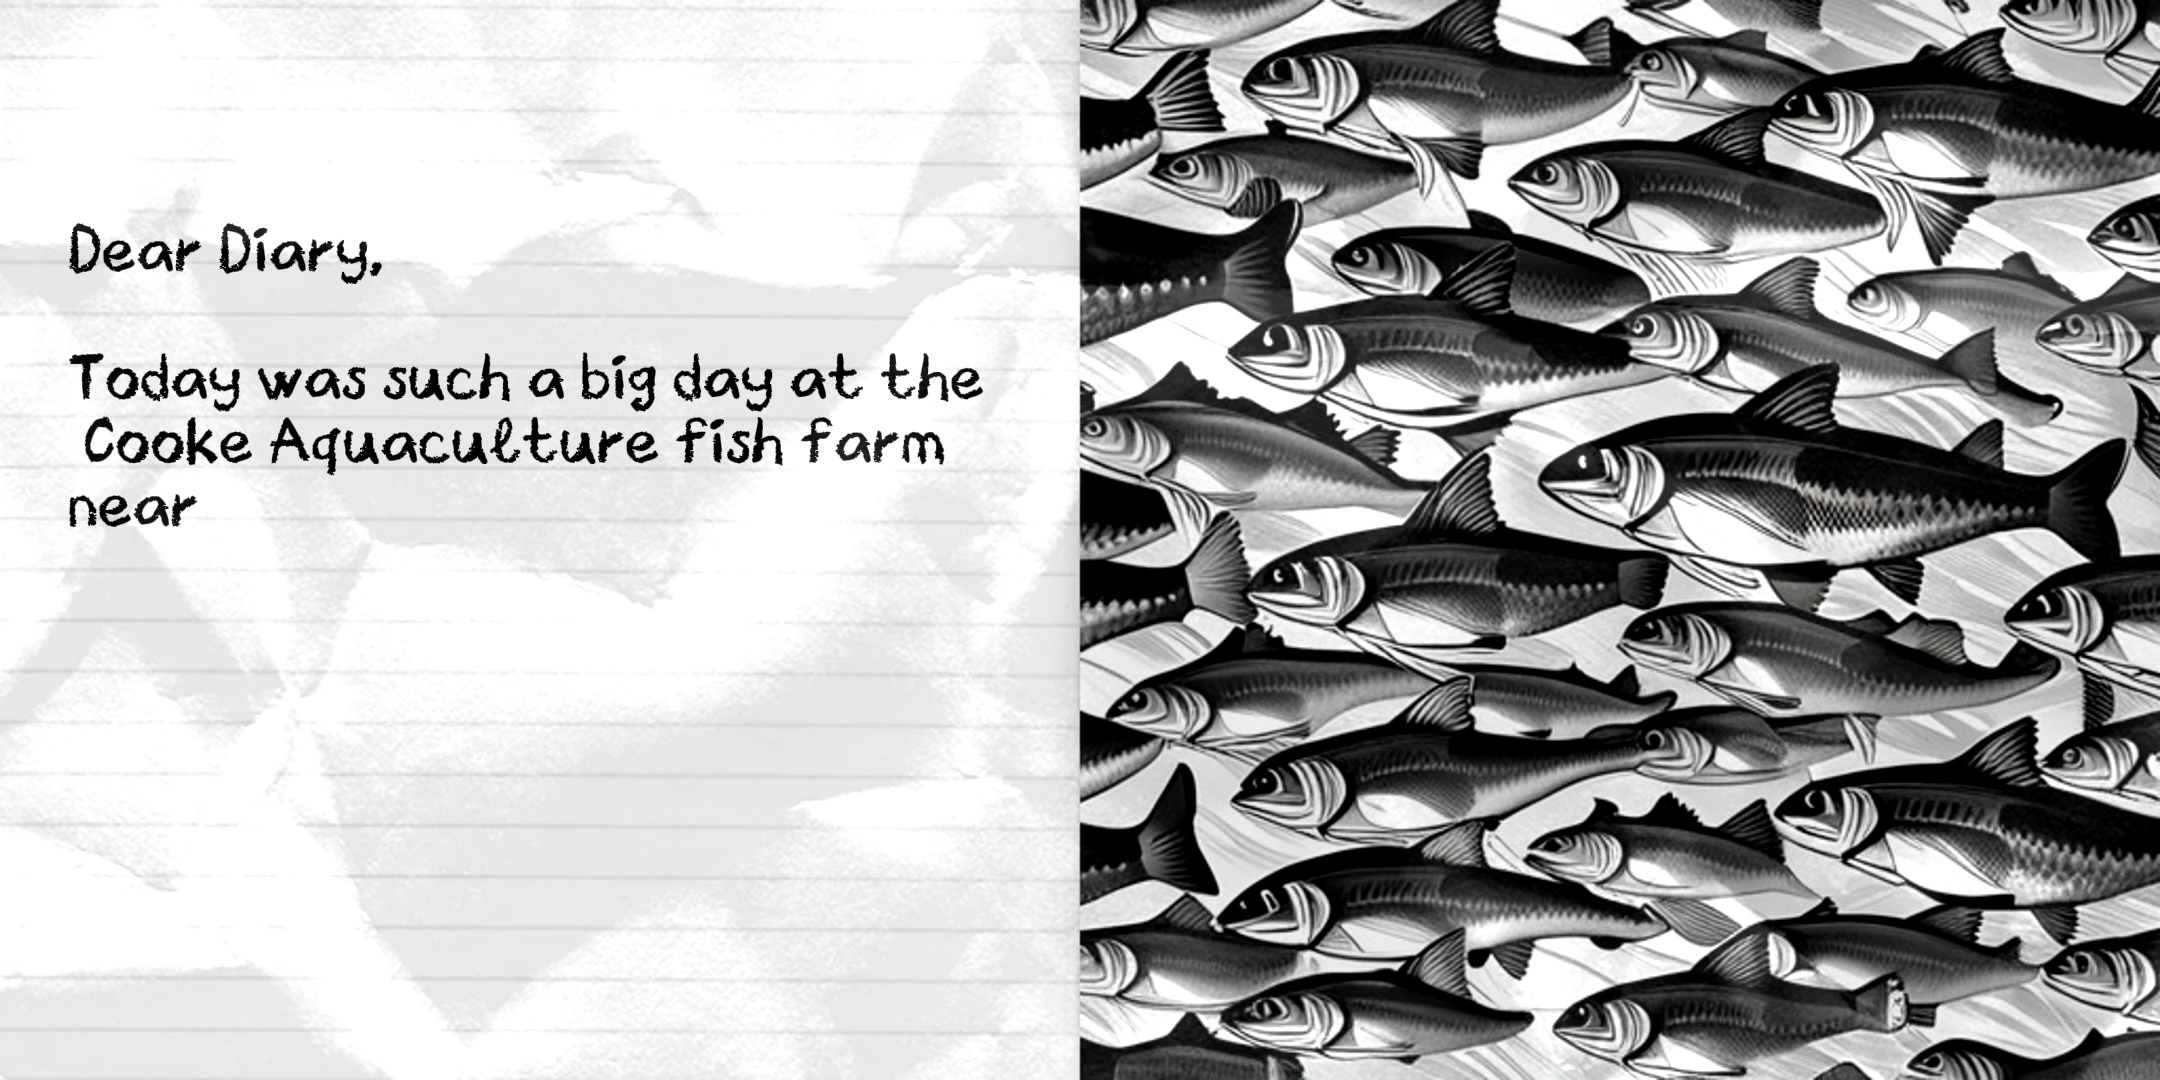 Dear Diary,
Today was such a big day at the
Cooke Aquaculture fish farm
near